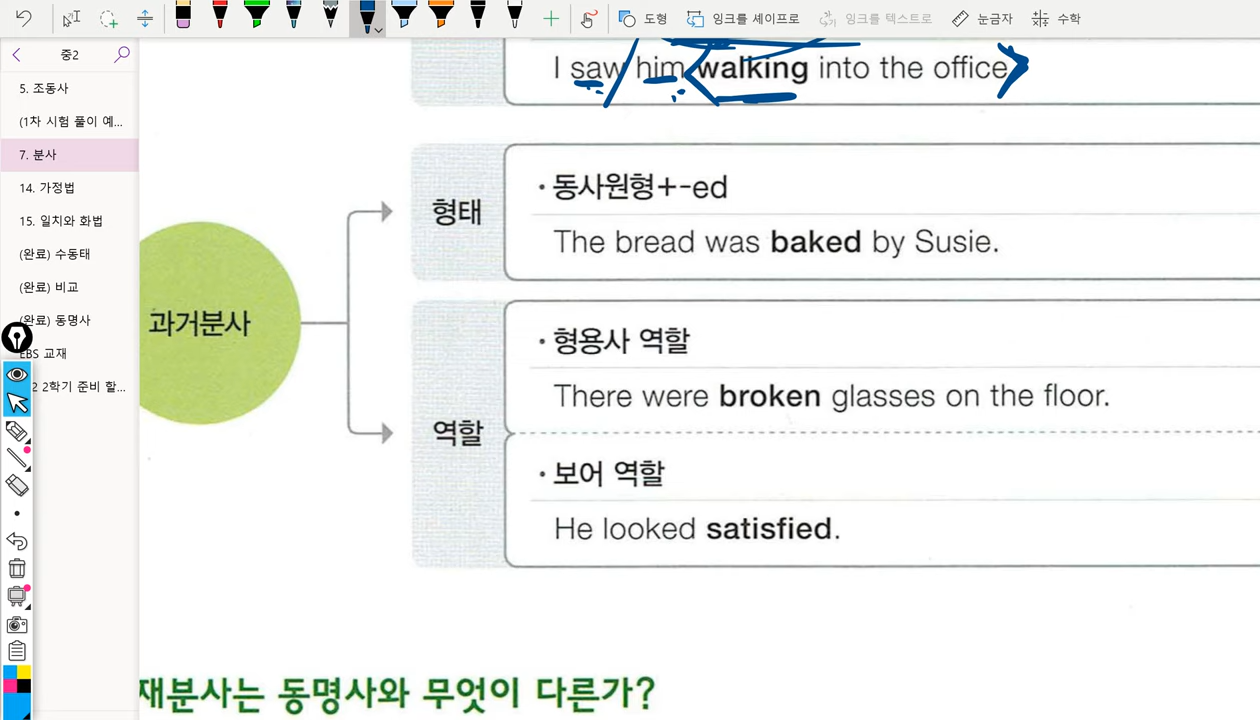 도형
잉크를 셰이프로
잉크를 텍스트로
눈금자
수학
중2
5. 조동사
(1차 시험 풀이 예...
7. 분사
14. 가정법
15. 일치와 화법
(완료) 수동태
(완료) 비교
(완료) 동명사
EBS 교재
2 2학기 준비 할...
I saw him walking into the office
과거분사
형태
• 동사원형+-ed
The bread was baked by Susie.
역할
• 형용사 역할
There were broken glasses on the floor.
• 보어 역할
He looked satisfied.
재분사는 동명사와 무엇이 다른가?